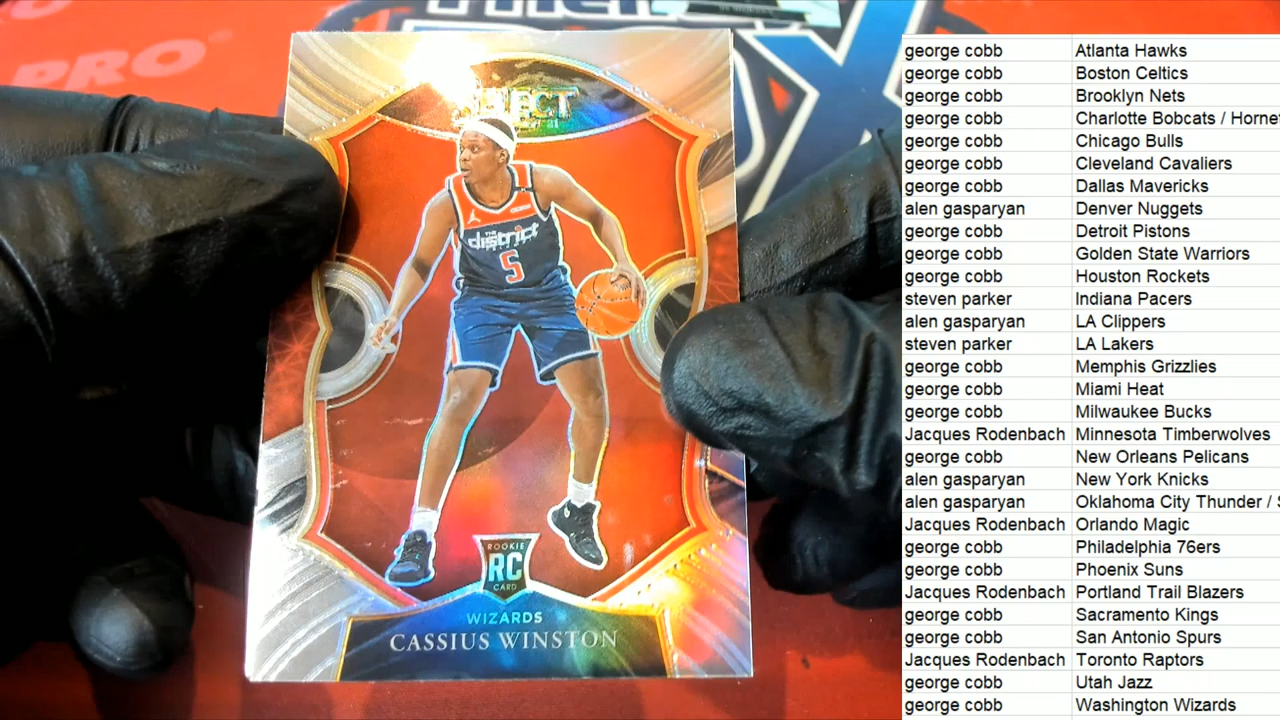 PRO
SELECT
THE
district
5
ROOKIE
RC
CARD
WIZARDS
CASSIUS WINSTON
george cobb Atlanta Hawks
george cobb Boston Celtics
george cobb Brooklyn Nets
george cobb Charlotte Bobcats / Horne
george cobb Chicago Bulls
george cobb Cleveland Cavaliers
george cobb Dallas Mavericks
alen gasparyan Denver Nuggets
george cobb Detroit Pistons
george cobb Golden State Warriors
george cobb Houston Rockets
steven parker Indiana Pacers
alen gasparyan LA Clippers
steven parker LA Lakers
george cobb Memphis Grizzlies
george cobb Miami Heat
george cobb Milwaukee Bucks
Jacques Rodenbach Minnesota Timberwolves
george cobb New Orleans Pelicans
alen gasparyan New York Knicks
alen gasparyan Oklahoma City Thunder /
Jacques Rodenbach Orlando Magic
george cobb Philadelphia 76ers
george cobb Phoenix Suns
Jacques Rodenbach Portland Trail Blazers
george cobb Sacramento Kings
george cobb San Antonio Spurs
Jacques Rodenbach Toronto Raptors
george cobb Utah Jazz
george cobb Washington Wizards